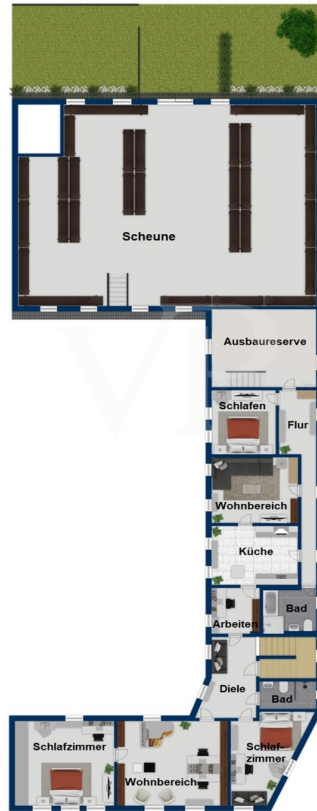 Scheune
Ausbaureserve
Schlafen
Flur
Wohnbereich
Küche
Arbeiten
Bad
Diele
Bad
Schlafzimmer
Wohnbereich
Schlaf-
zimmer